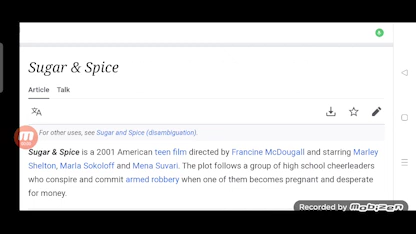 Sugar & Spice
Article Talk
For other uses, see Sugar and Spice (disambiguation).
Sugar & Spice is a 2001 American teen film directed by Francine McDougall and starring Marley
Shelton, Marla Sokoloff and Mena Suvari. The plot follows a group of high school cheerleaders
who conspire and commit armed robbery when one of them becomes pregnant and desperate
for money.
Recorded by MOBIZEN